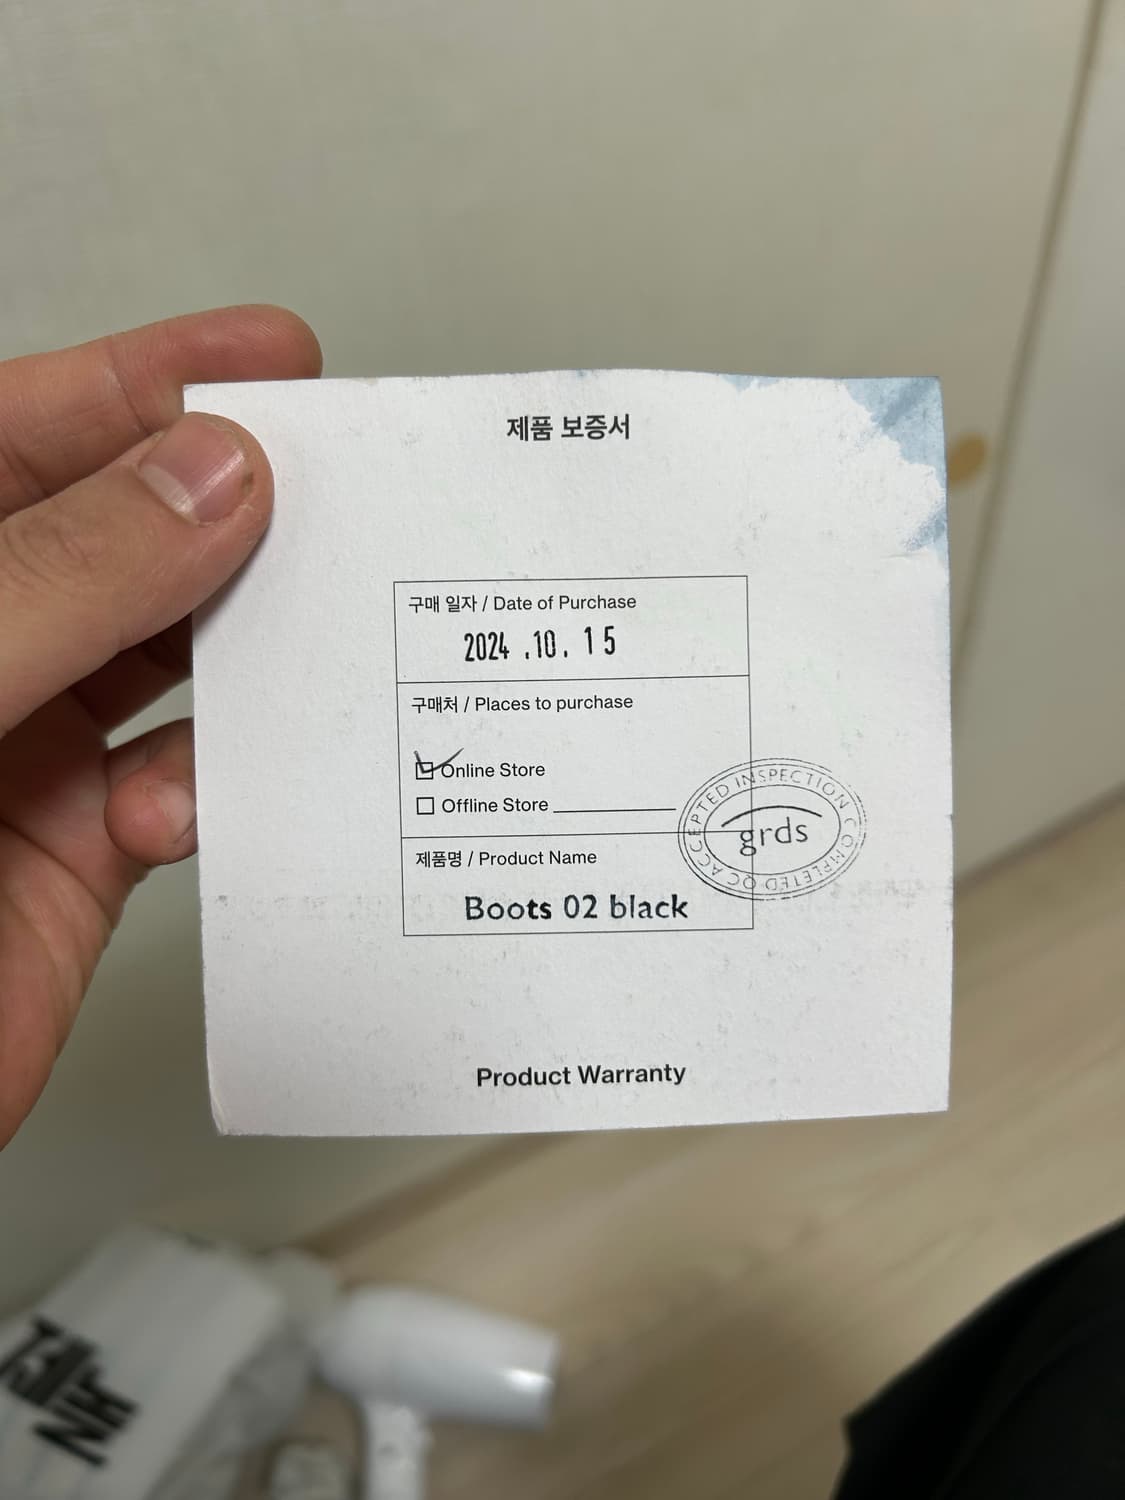 제품 보증서
구매 일자 / Date of Purchase
2024 .10. 15
구매처 / Places to purchase
Online Store
Offline Store
제품명 / Product Name
Boots 02 black
ACCEPTED INSPECTION COMPLETED QC
grds
Product Warranty